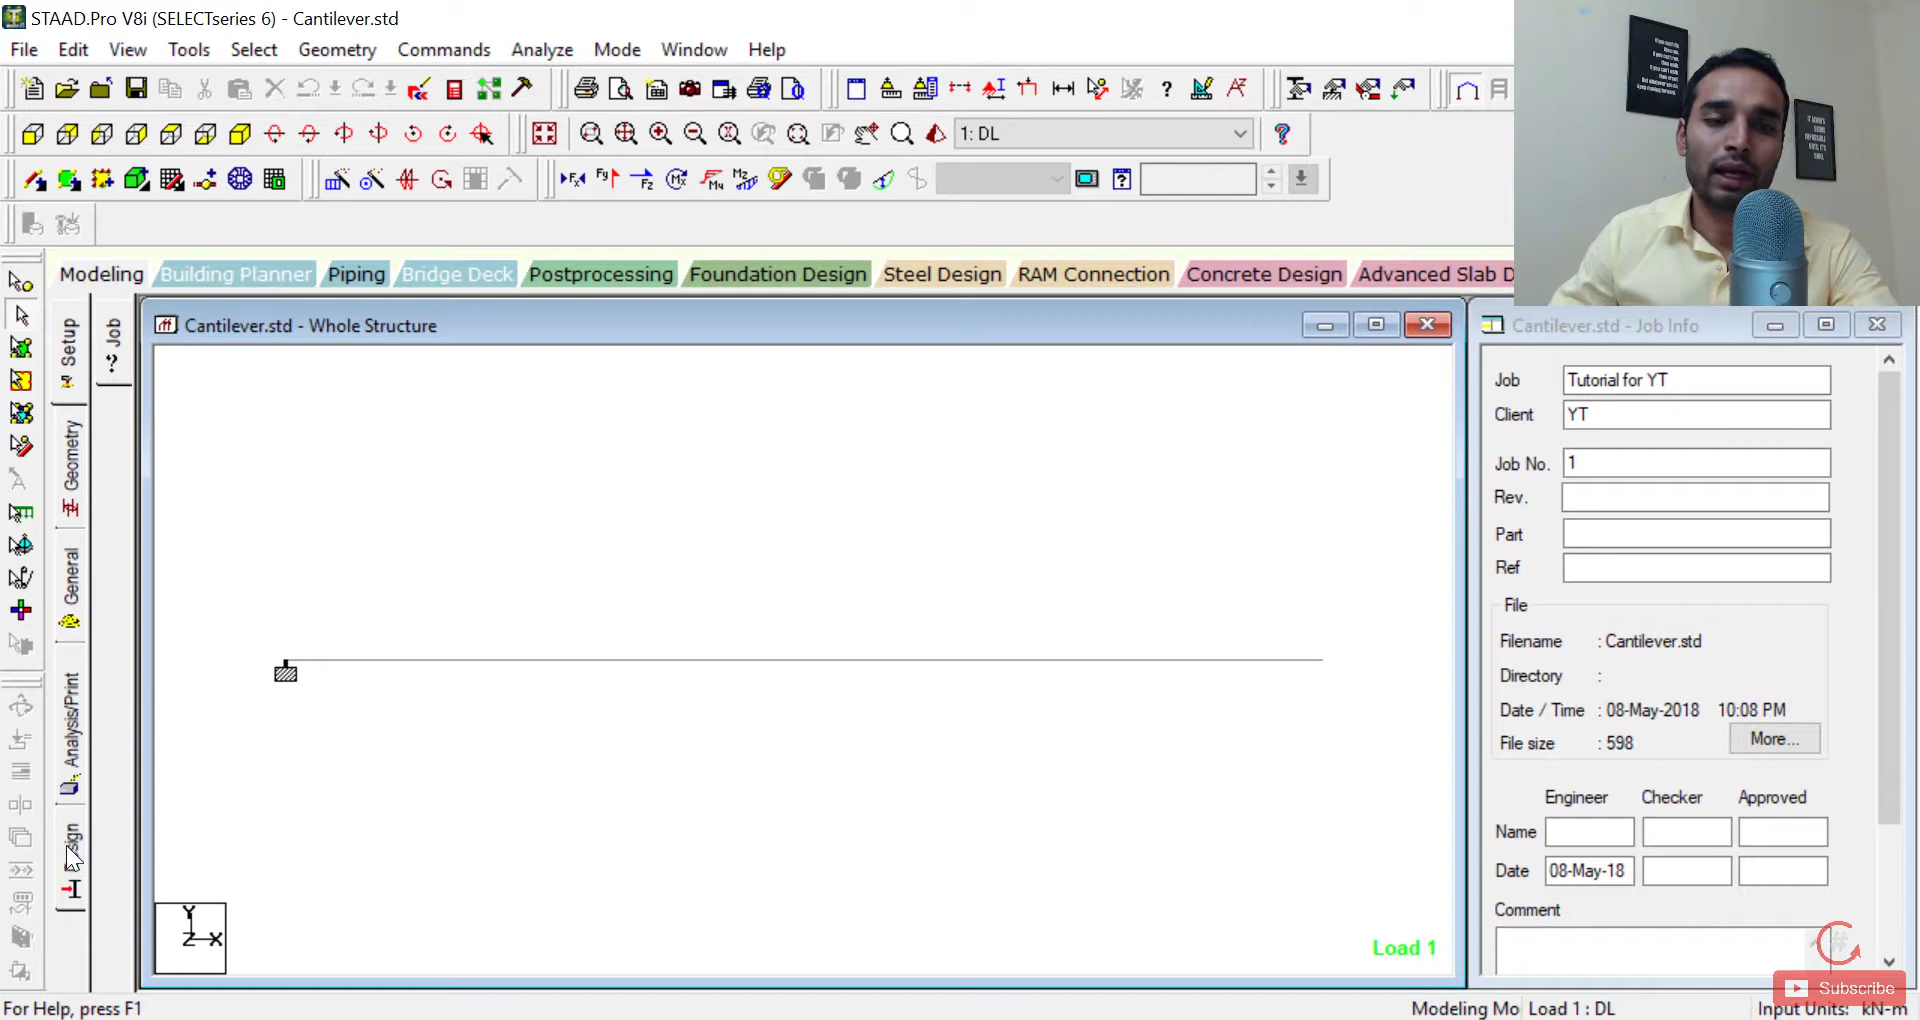 STAAD.Pro V8i (SELECTseries 6) - Cantilever.std
File Edit View Tools Select Geometry Commands Analyze Mode Window Help
1: DL
Modeling Building Planner Piping Bridge Deck Postprocessing Foundation Design Steel Design RAM Connection Concrete Design Advanced Slab D
Setup
Geometry
General
Analysis/Print
Job
Cantilever.std - Whole Structure
Y
Z X
Load 1
Cantilever.std - Job Info
Job Tutorial for YT
Client YT
Job No. 1
Rev.
Part
Ref
File
Filename : Cantilever.std
Directory :
Date / Time : 08-May-2018 10:08 PM
File size : 598 More...
Engineer Checker Approved
Name
Date 08-May-18
Comment
Subscribe
For Help, press F1
Modeling Mo Load 1 : DL Input Units: kN-m